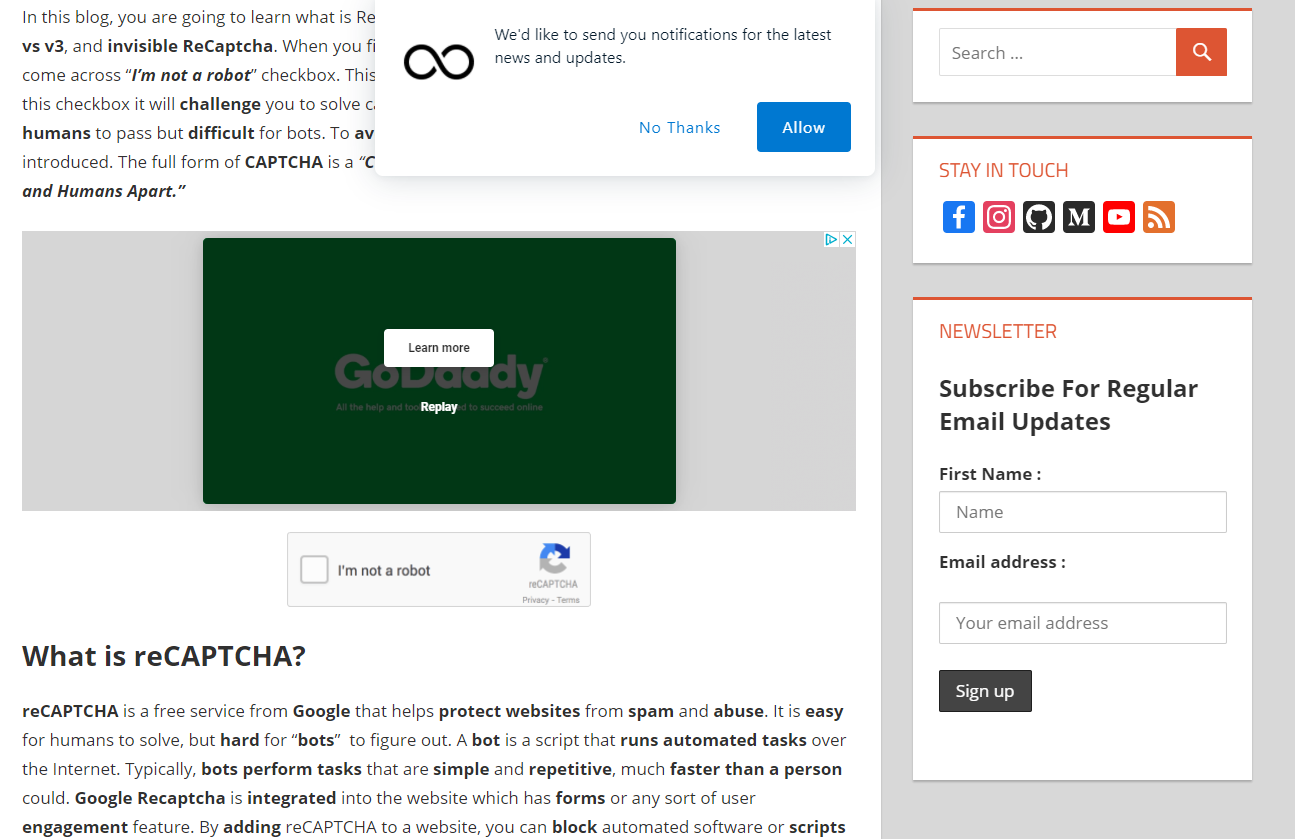 In this blog, you are going to learn what is Re
vs v3, and invisible ReCaptcha. When you fi
come across “I’m not a robot” checkbox. This
this checkbox it will challenge you to solve ca
humans to pass but difficult for bots. To av
introduced. The full form of CAPTCHA is a “C
and Humans Apart.”
We'd like to send you notifications for the latest
news and updates.
No Thanks
Allow
Learn more
GoDaddy
All the help and too
Replay
d to succeed online
I'm not a robot
reCAPTCHA
Privacy - Terms
What is reCAPTCHA?
reCAPTCHA is a free service from Google that helps protect websites from spam and abuse. It is easy
for humans to solve, but hard for “bots”  to figure out. A bot is a script that runs automated tasks over
the Internet. Typically, bots perform tasks that are simple and repetitive, much faster than a person
could. Google Recaptcha is integrated into the website which has forms or any sort of user
engagement feature. By adding reCAPTCHA to a website, you can block automated software or scripts
Search …
STAY IN TOUCH
NEWSLETTER
Subscribe For Regular
Email Updates
First Name :
Name
Email address :
Your email address
Sign up